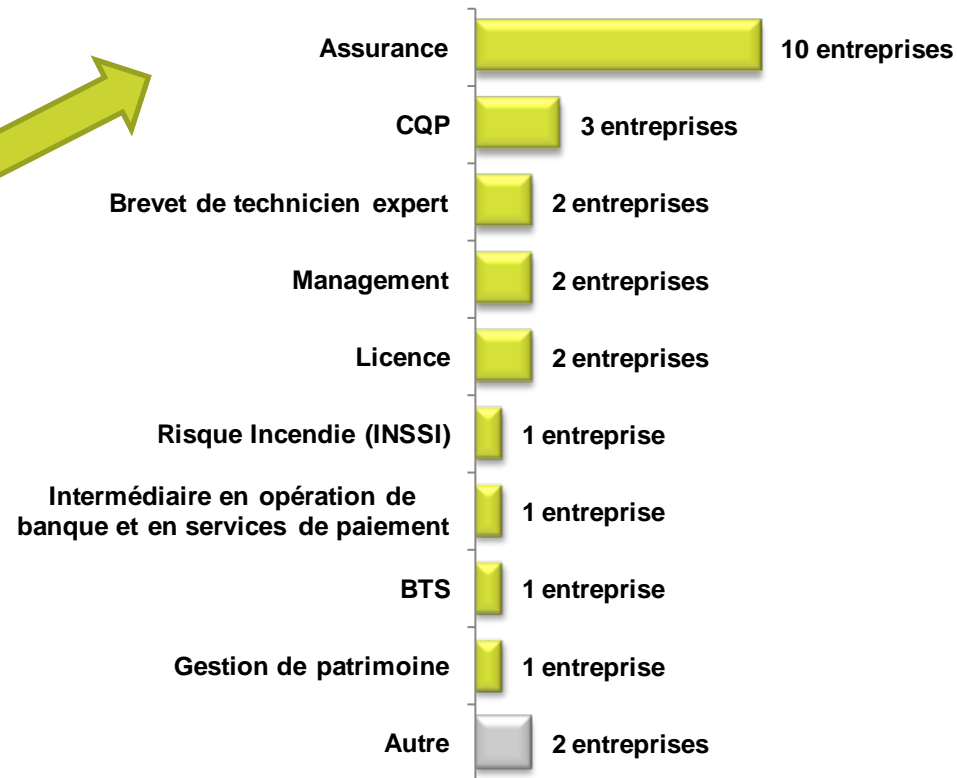 Assurance 10 entreprises
CQP 3 entreprises
Brevet de technicien expert 2 entreprises
Management 2 entreprises
Licence 2 entreprises
Risque Incendie (INSSI) 1 entreprise
Intermédiaire en opération de
banque et en services de paiement 1 entreprise
BTS 1 entreprise
Gestion de patrimoine 1 entreprise
Autre 2 entreprises